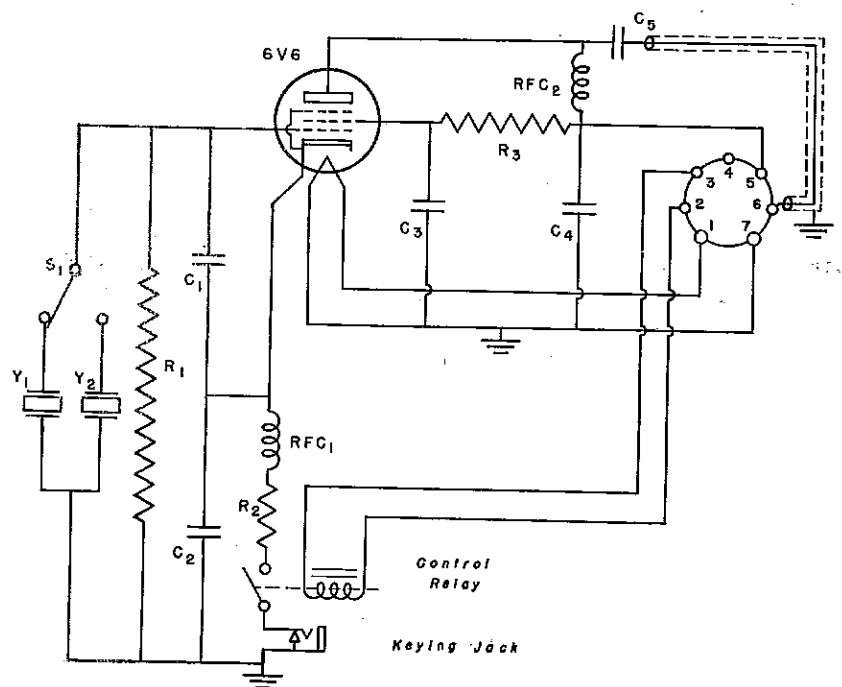 C5
6V6
RFC2
R3
3
4
5
2
6
1
7
C3
C4
S1
C1
R1
Y1
Y2
RFC1
R2
C2
Control
Relay
Keying Jack